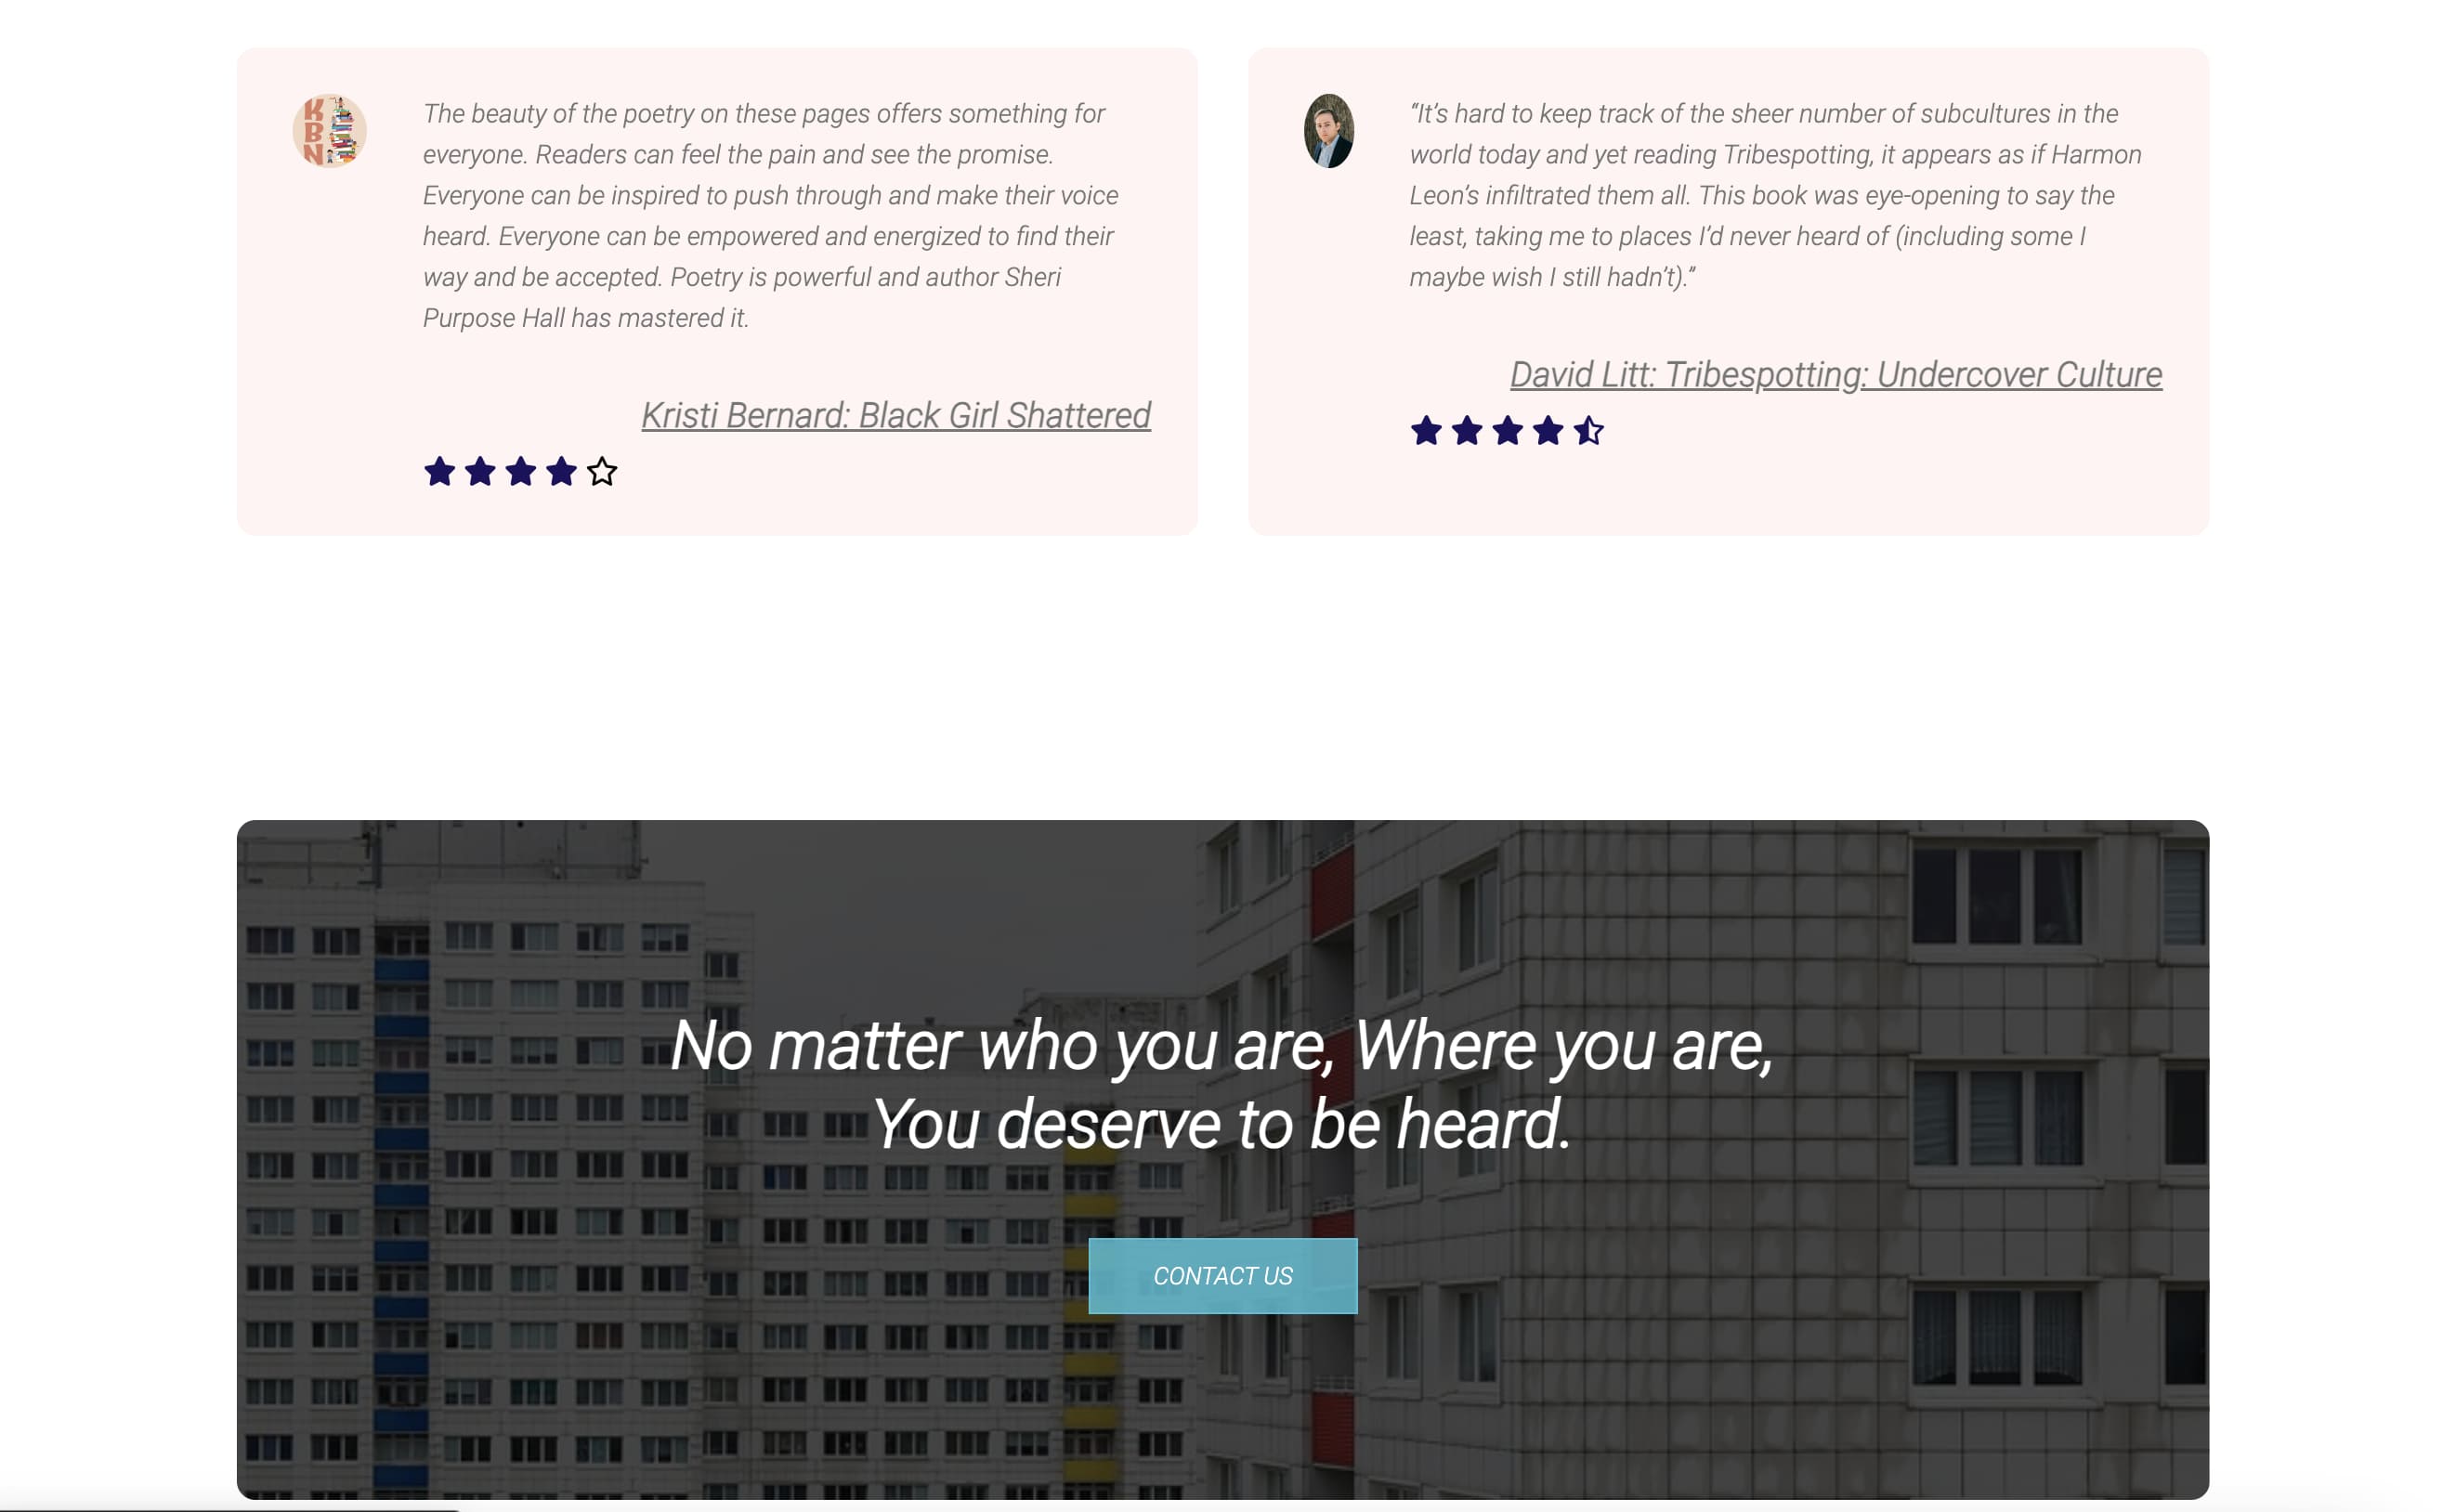 KBN
The beauty of the poetry on these pages offers something for
everyone. Readers can feel the pain and see the promise.
Everyone can be inspired to push through and make their voice
heard. Everyone can be empowered and energized to find their
way and be accepted. Poetry is powerful and author Sheri
Purpose Hall has mastered it.
Kristi Bernard: Black Girl Shattered
“It’s hard to keep track of the sheer number of subcultures in the
world today and yet reading Tribespotting, it appears as if Harmon
Leon’s infiltrated them all. This book was eye-opening to say the
least, taking me to places I’d never heard of (including some I
maybe wish I still hadn’t).”
David Litt: Tribespotting: Undercover Culture
No matter who you are, Where you are,
You deserve to be heard.
CONTACT US